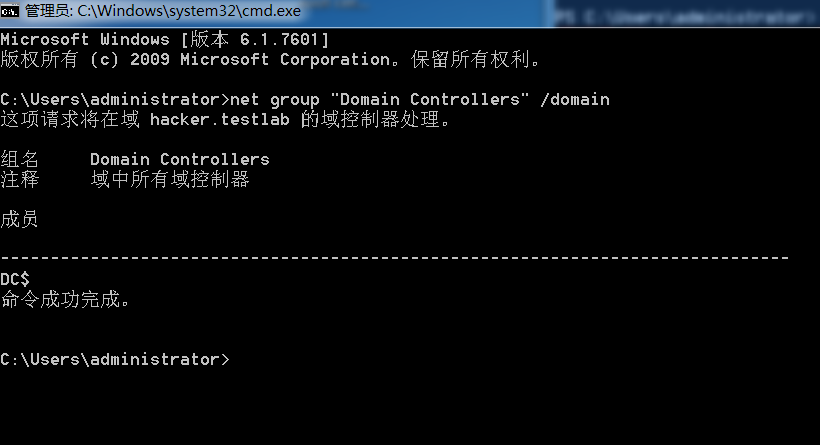 管理员: C:\Windows\system32\cmd.exe
PS C:\Users\administrator>
Microsoft Windows [版本 6.1.7601]
版权所有 (c) 2009 Microsoft Corporation。保留所有权利。
C:\Users\administrator>net group "Domain Controllers" /domain
这项请求将在域 hacker.testlab 的域控制器处理。
组名     Domain Controllers
注释     域中所有域控制器
成员
-------------------------------------------------------------------------------
DC$
命令成功完成。
C:\Users\administrator>